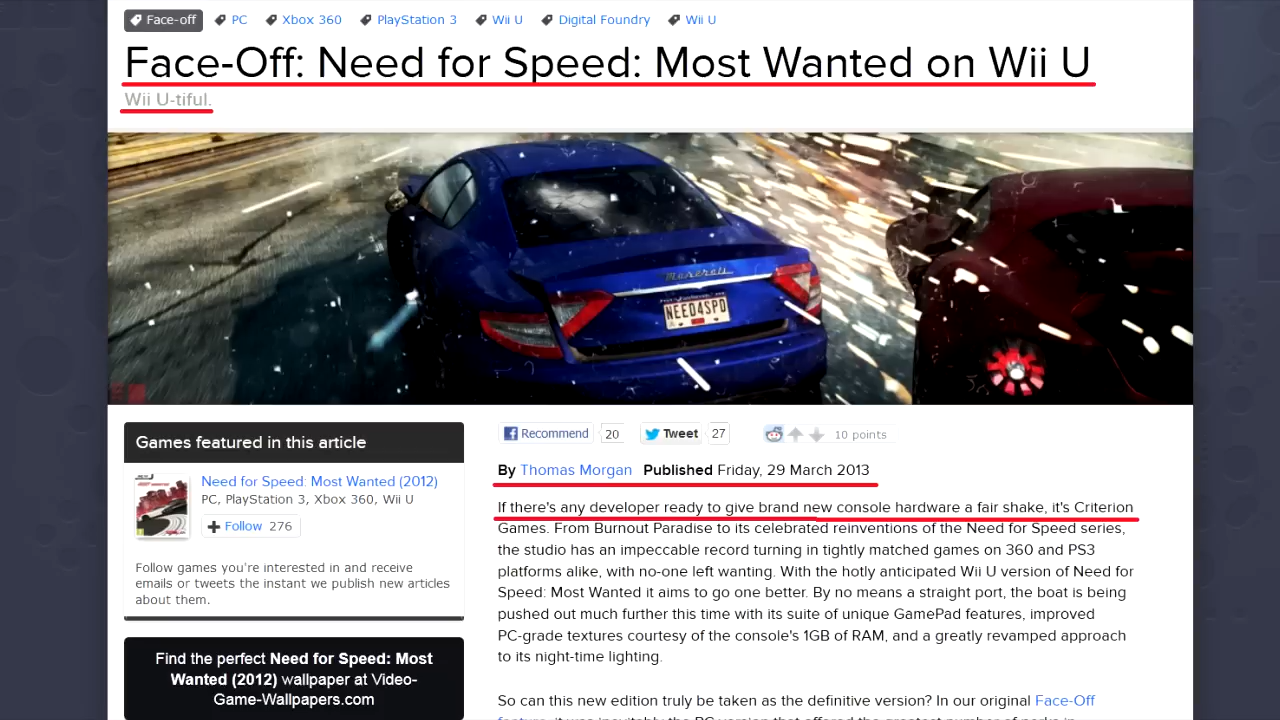 Face-off PC Xbox 360 PlayStation 3 Wii U Digital Foundry Wii U
Face-Off: Need for Speed: Most Wanted on Wii U
Wii U-tiful.
Maserati
NEED4SPD
Games featured in this article
Need for Speed: Most Wanted (2012)
PC, PlayStation 3, Xbox 360, Wii U
Follow 276
Follow games you're interested in and receive
emails or tweets the instant we publish new articles
about them.
Find the perfect Need for Speed: Most
Wanted (2012) wallpaper at Video-
Game-Wallpapers.com
Recommend 20 Tweet 27 10 points
By Thomas Morgan Published Friday, 29 March 2013
If there's any developer ready to give brand new console hardware a fair shake, it's Criterion
Games. From Burnout Paradise to its celebrated reinventions of the Need for Speed series,
the studio has an impeccable record turning in tightly matched games on 360 and PS3
platforms alike, with no-one left wanting. With the hotly anticipated Wii U version of Need for
Speed: Most Wanted it aims to go one better. By no means a straight port, the boat is being
pushed out much further this time with its suite of unique GamePad features, improved
PC-grade textures courtesy of the console's 1GB of RAM, and a greatly revamped approach
to its night-time lighting.
So can this new edition truly be taken as the definitive version? In our original Face-Off